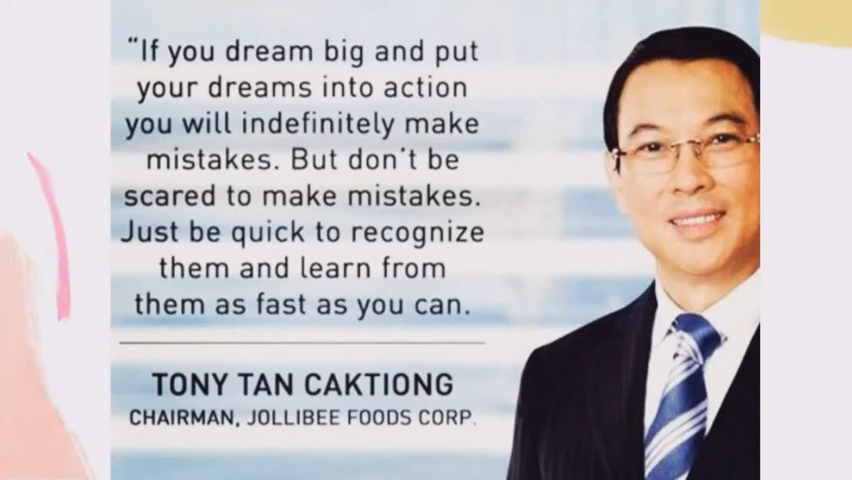 “If you dream big and put
your dreams into action
you will indefinitely make
mistakes. But don’t be
scared to make mistakes.
Just be quick to recognize
them and learn from
them as fast as you can.
TONY TAN CAKTIONG
CHAIRMAN, JOLLIBEE FOODS CORP.